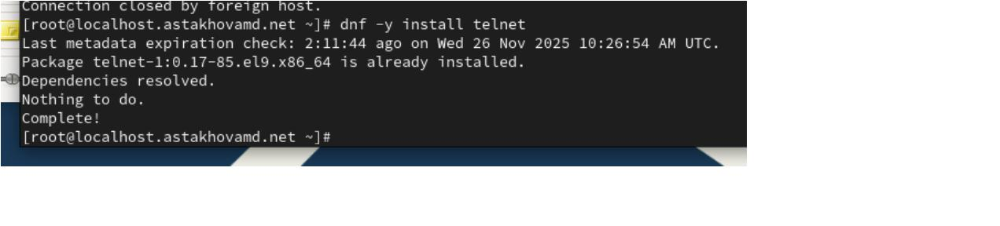 Connection closed by foreign host.
[root@localhost.astakhovamd.net ~]# dnf -y install telnet
Last metadata expiration check: 2:11:44 ago on Wed 26 Nov 2025 10:26:54 AM UTC.
Package telnet-1:0.17-85.el9.x86_64 is already installed.
Dependencies resolved.
Nothing to do.
Complete!
[root@localhost.astakhovamd.net ~]#